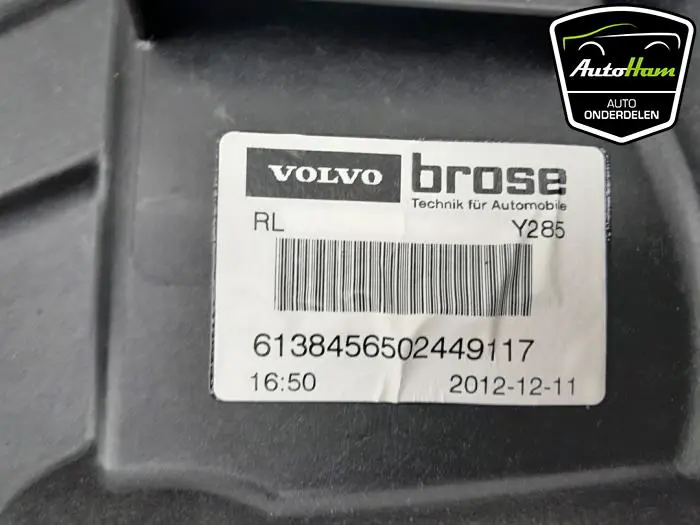 AutoHam
AUTO
ONDERDELEN
VOLVO
brose
Technik für Automobile
RL
Y285
6138456502449117
16:50
2012-12-11